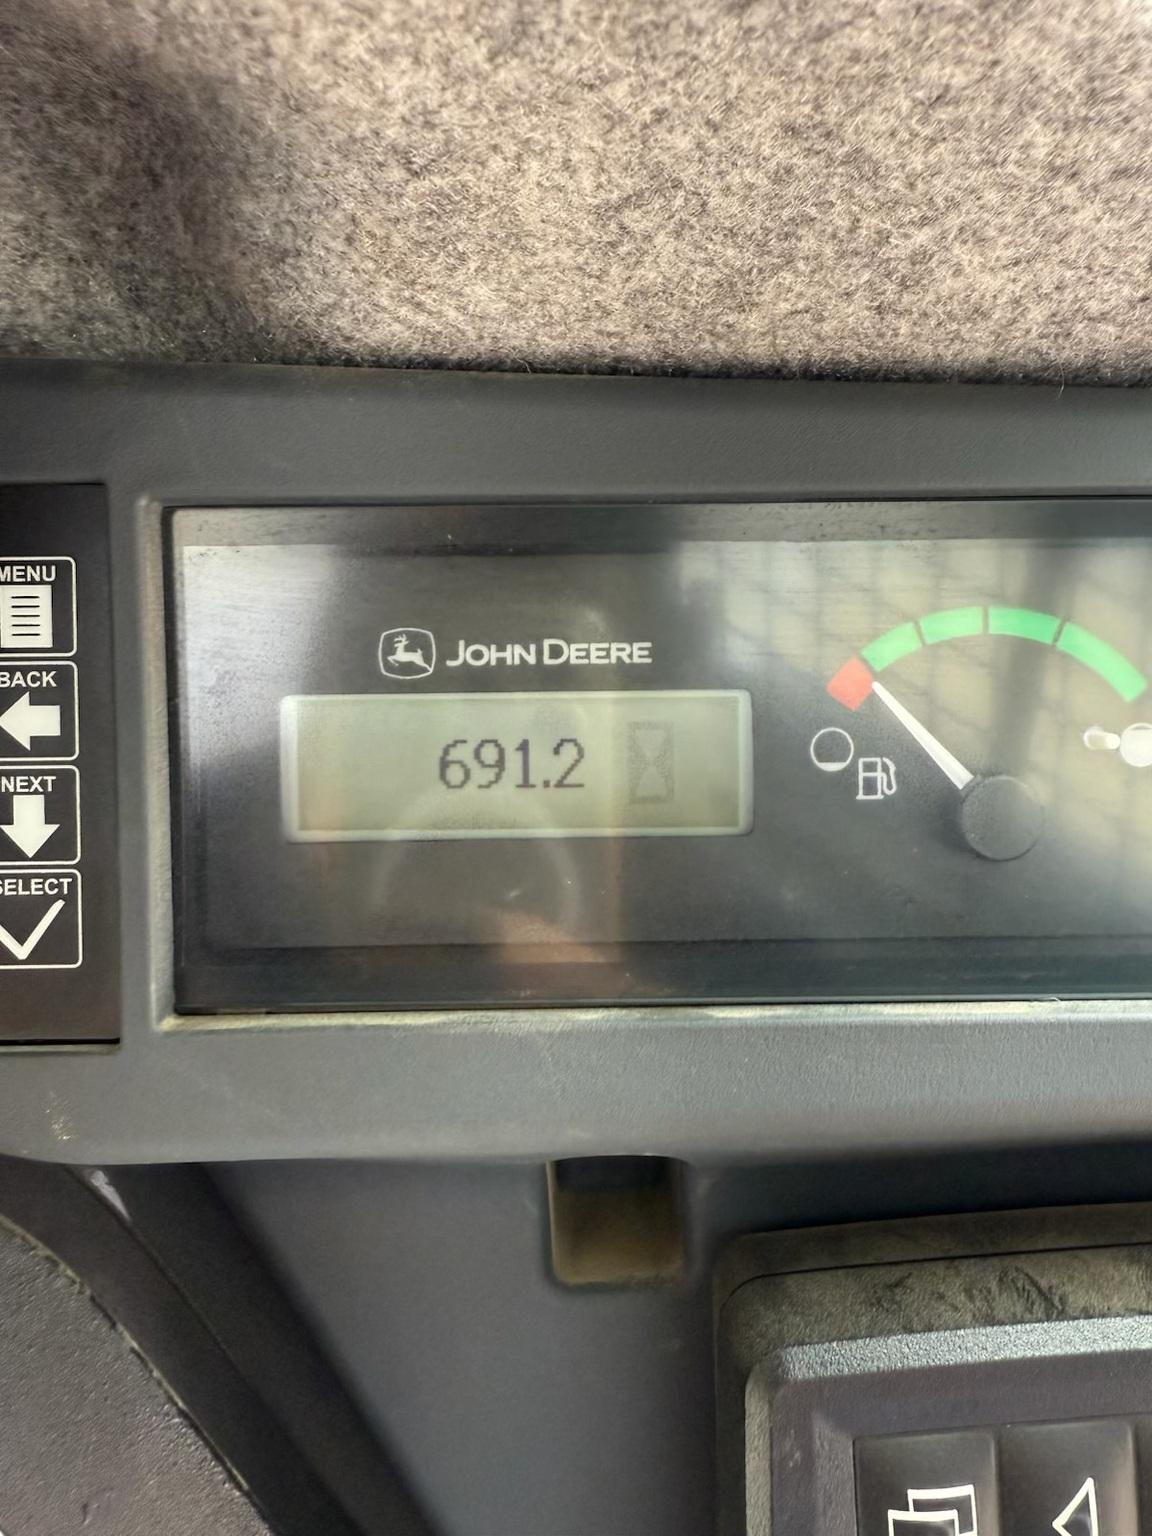 MENU
BACK
NEXT
SELECT
JOHN DEERE
691.2